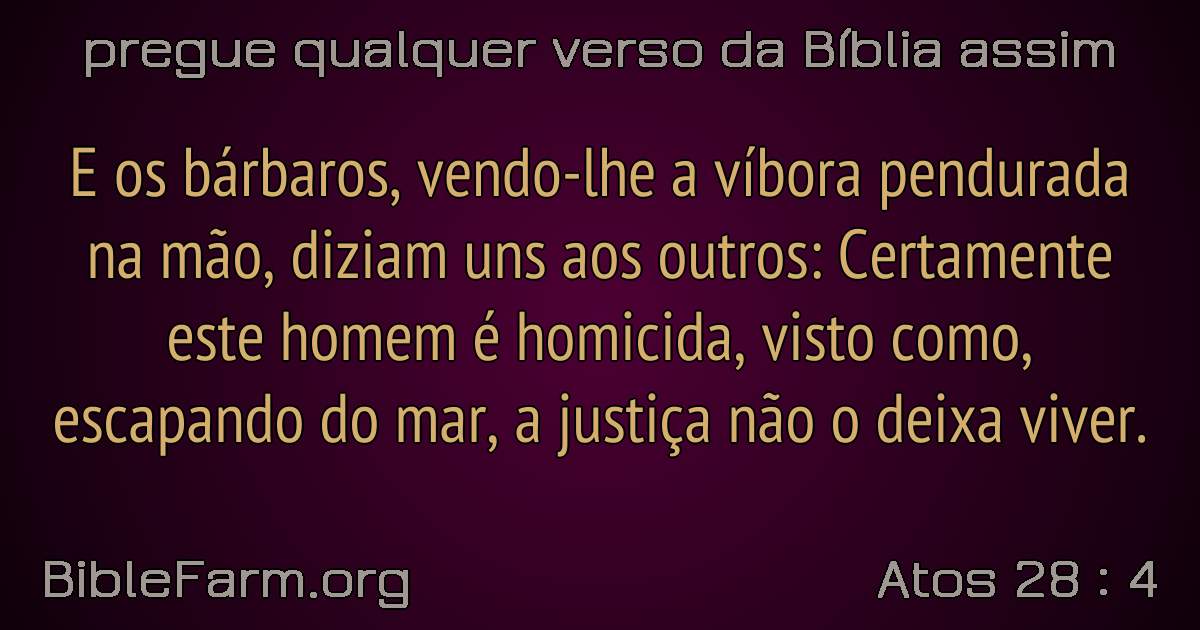 pregue qualquer verso da Bíblia assim
E os bárbaros, vendo-lhe a víbora pendurada
na mão, diziam uns aos outros: Certamente
este homem é homicida, visto como,
escapando do mar, a justiça não o deixa viver.
BibleFarm.org
Atos 28 : 4